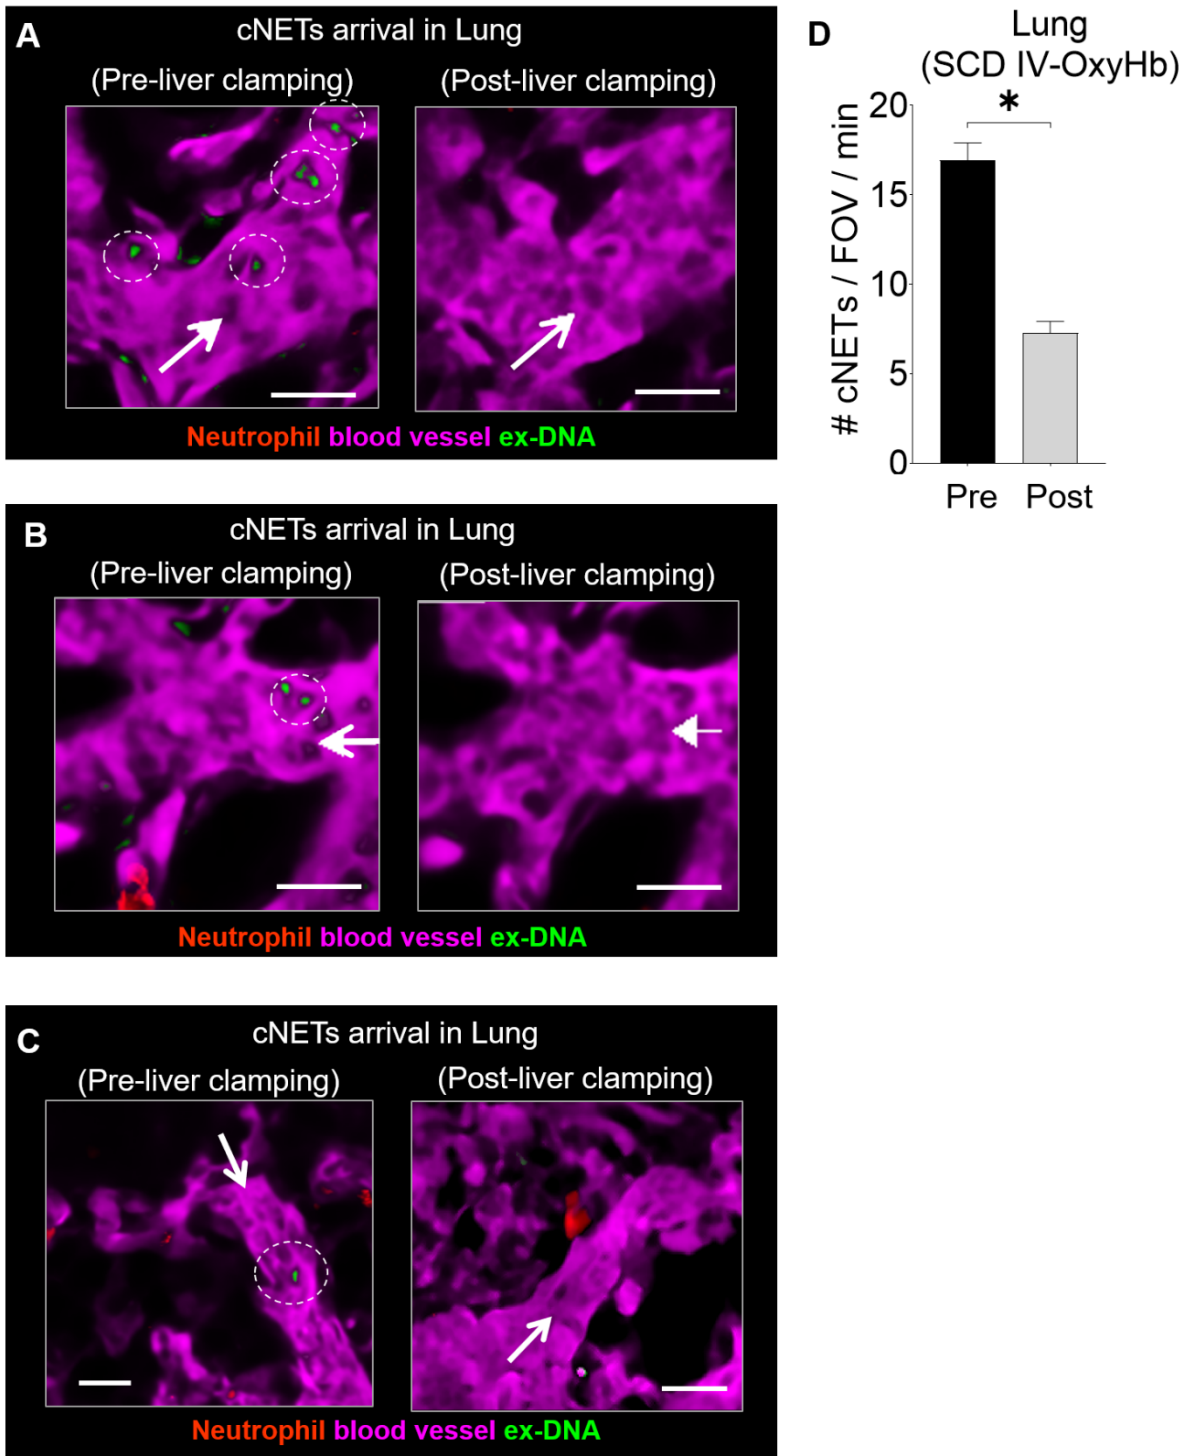 A
cNETs arrival in Lung
(Pre-liver clamping) (Post-liver clamping)
Neutrophil blood vessel ex-DNA
B
cNETs arrival in Lung
(Pre-liver clamping) (Post-liver clamping)
Neutrophil blood vessel ex-DNA
C
cNETs arrival in Lung
(Pre-liver clamping) (Post-liver clamping)
Neutrophil blood vessel ex-DNA
D
Lung
(SCD IV-OxyHb)
*
# cNETs / FOV / min
20
15
10
5
0
Pre Post